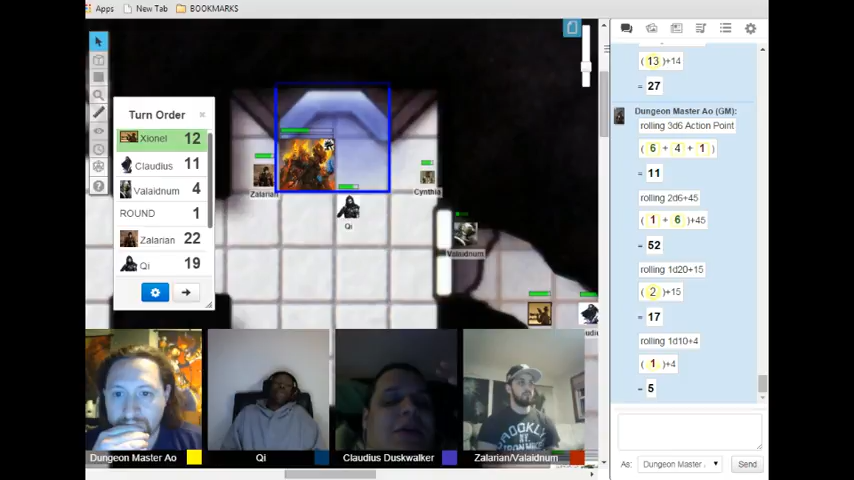 Apps New Tab BOOKMARKS
Turn Order ×
Xionel 12
Claudius 11
Valaidnum 4
ROUND 1
Zalarian 22
Qi 19
Zalarian
Qi
Cynthia
Valaidnum
(13)+14
= 27
Dungeon Master Ao (GM):
rolling 3d6 Action Point
(6 + 4 + 1)
= 11
rolling 2d6+45
(1 + 6)+45
= 52
rolling 1d20+15
(2)+15
= 17
rolling 1d10+4
(1)+4
= 5
BROOKLYN
Dungeon Master Ao
Qi
Claudius Duskwalker
Zalarian/Valaidnum
As: Dungeon Master Send